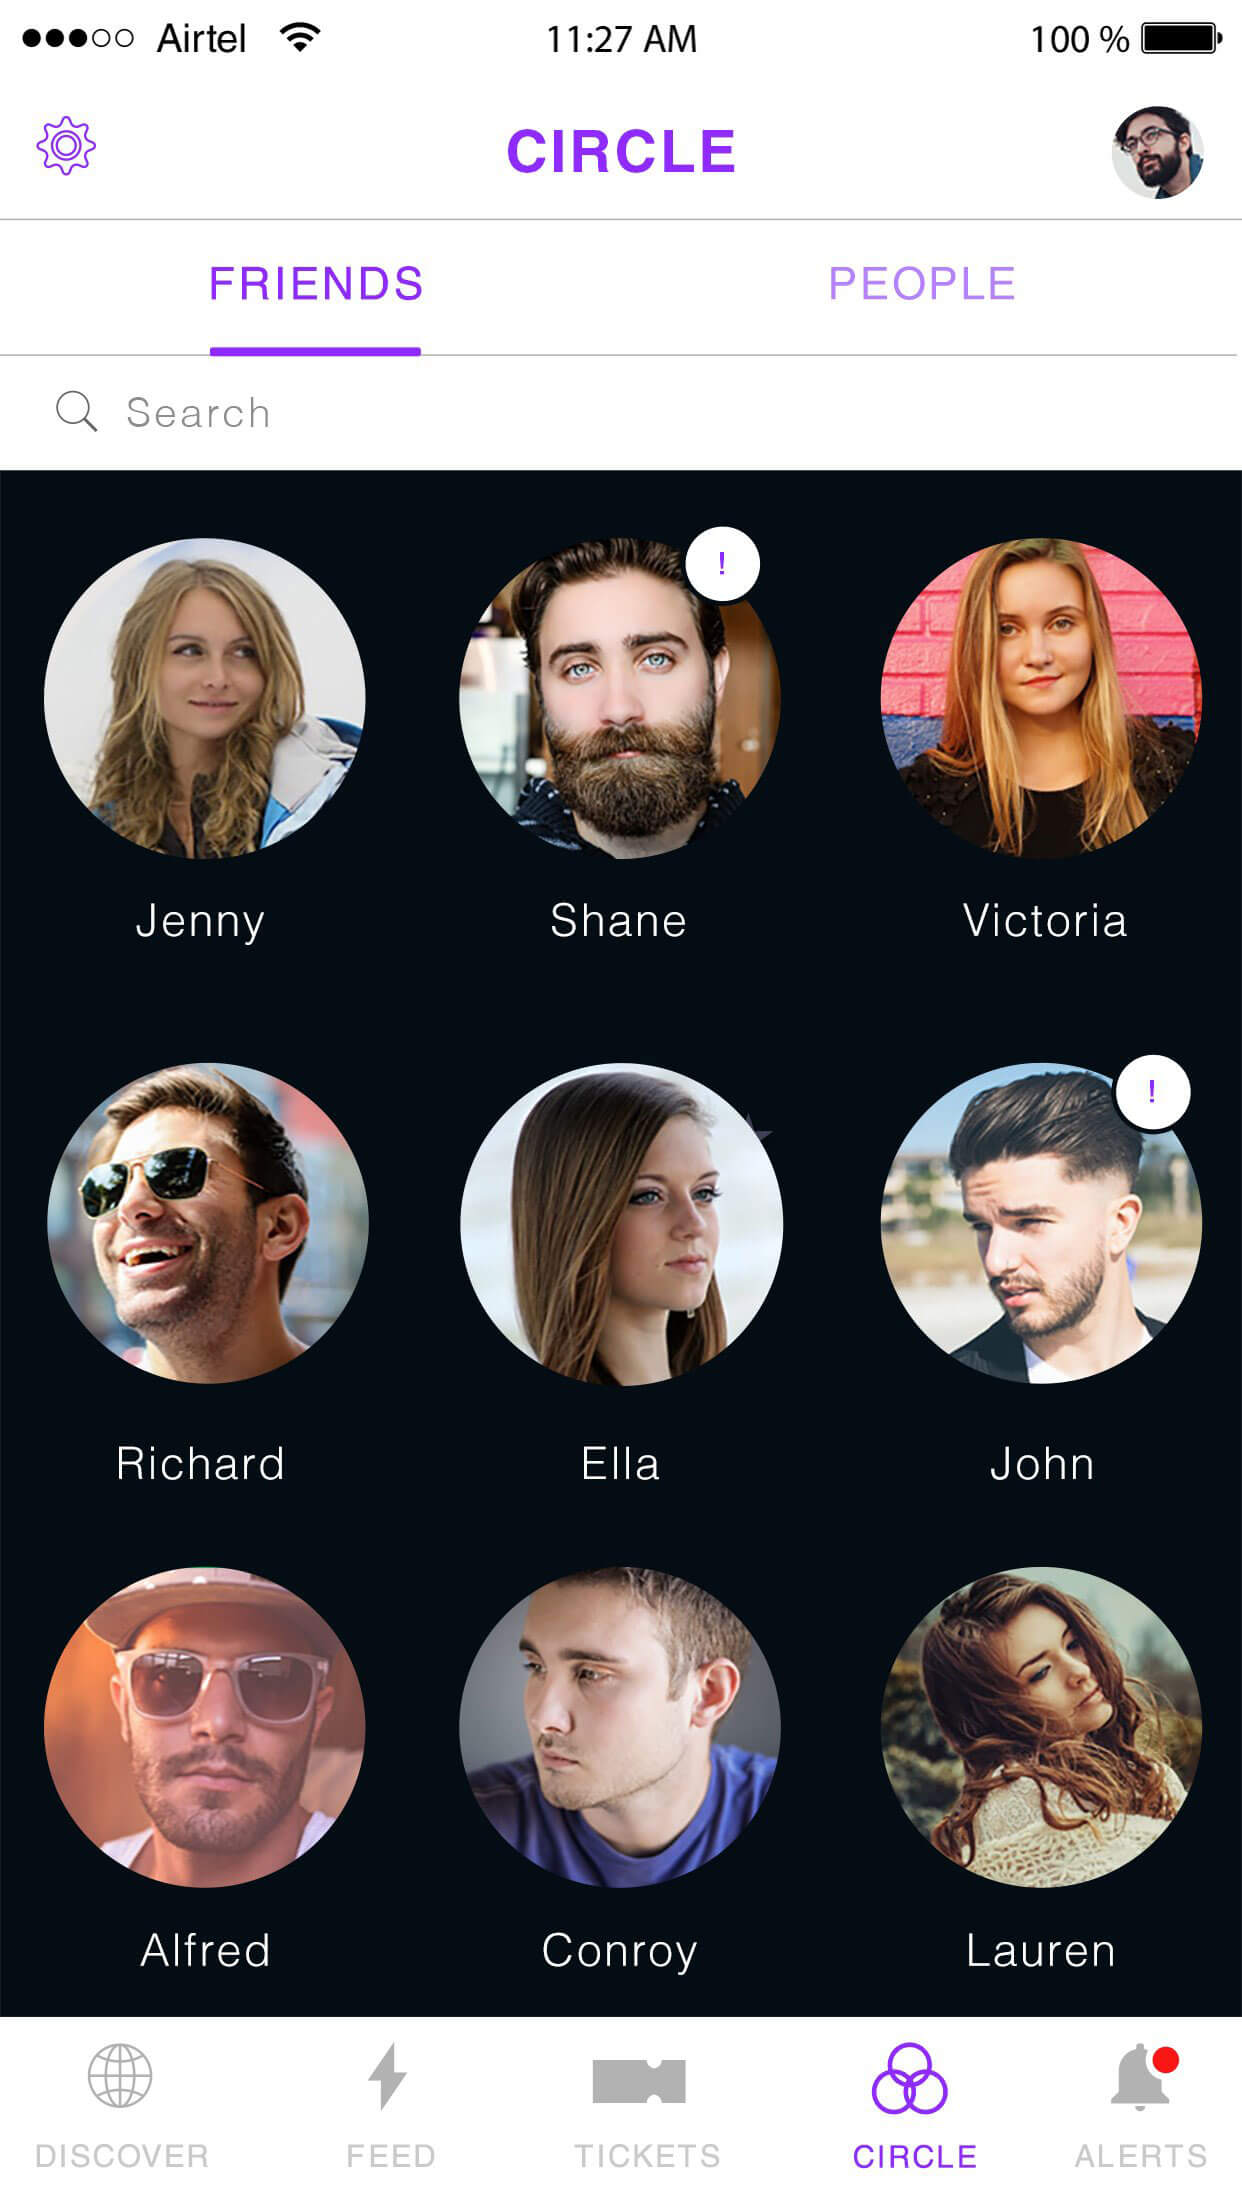 Airtel 11:27 AM 100 %
CIRCLE
FRIENDS PEOPLE
Search
!
Jenny Shane Victoria
!
Richard Ella John
Alfred Conroy Lauren
DISCOVER FEED TICKETS CIRCLE ALERTS